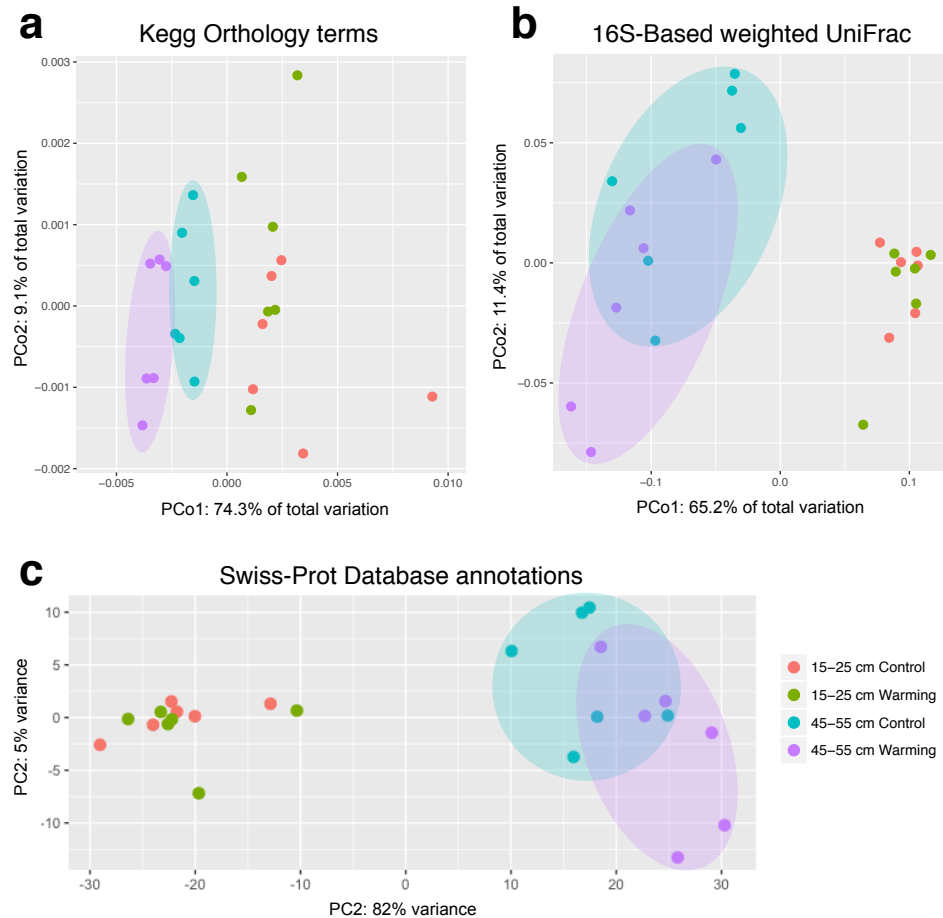 a
Kegg Orthology terms
PCo2: 9.1% of total variation
0.003
0.002
0.001
0.000
−0.001
−0.002
−0.005
0.000
0.005
0.010
PCo1: 74.3% of total variation
b
16S-Based weighted UniFrac
PCo2: 11.4% of total variation
0.05
0.00
−0.05
−0.1
0.0
0.1
PCo1: 65.2% of total variation
c
Swiss-Prot Database annotations
PC2: 5% variance
10
5
0
-5
-10
-30
-20
-10
0
10
20
30
PC2: 82% variance
15−25 cm Control
15−25 cm Warming
45−55 cm Control
45−55 cm Warming